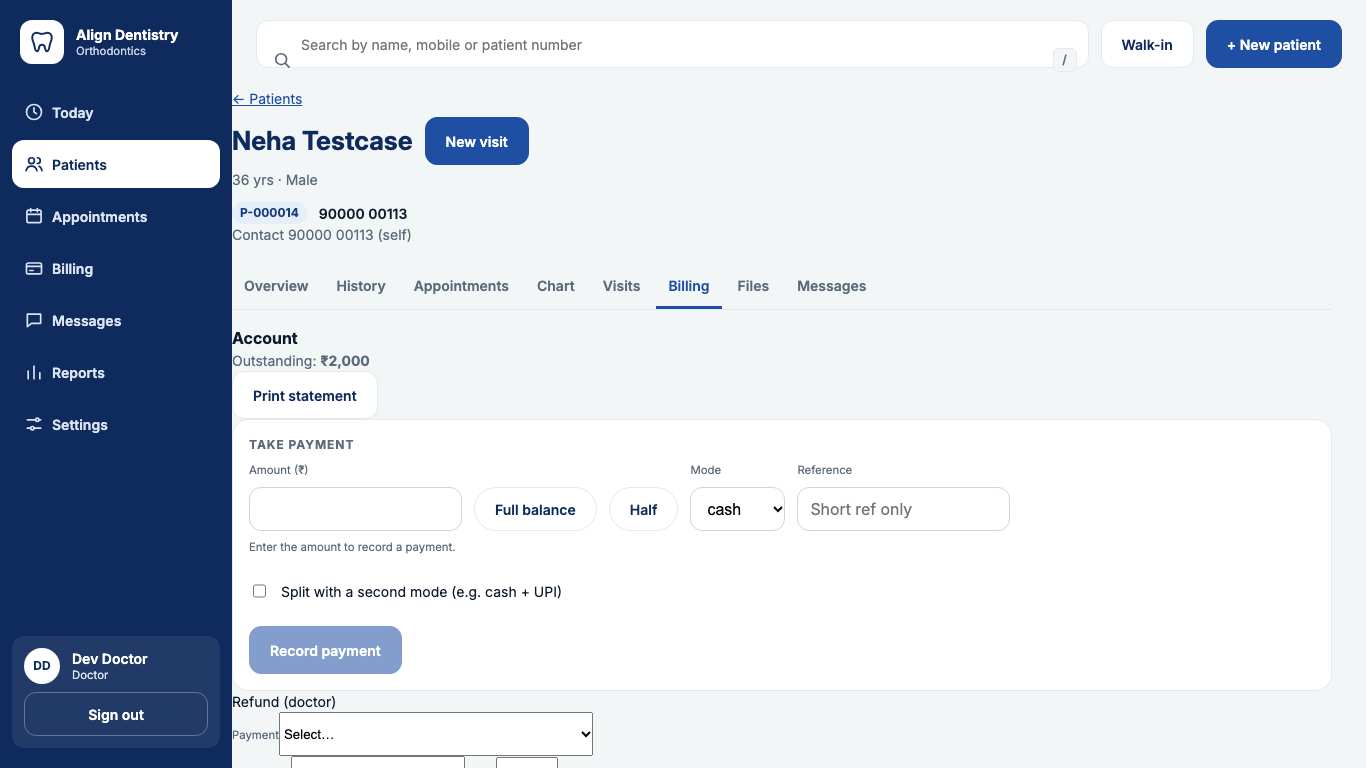 Align Dentistry
Orthodontics
Today
Patients
Appointments
Billing
Messages
Reports
Settings
DD
Dev Doctor
Doctor
Sign out
Search by name, mobile or patient number
/
Walk-in
+ New patient
← Patients
Neha Testcase
New visit
36 yrs · Male
P-000014 90000 00113
Contact 90000 00113 (self)
Overview History Appointments Chart Visits Billing Files Messages
Account
Outstanding: ₹2,000
Print statement
TAKE PAYMENT
Amount (₹) Mode Reference
Full balance Half cash Short ref only
Enter the amount to record a payment.
Split with a second mode (e.g. cash + UPI)
Record payment
Refund (doctor)
Payment Select...